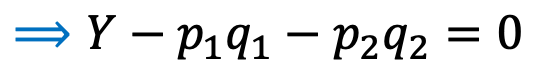 ⟹ Y − p₁q₁ − p₂q₂ = 0